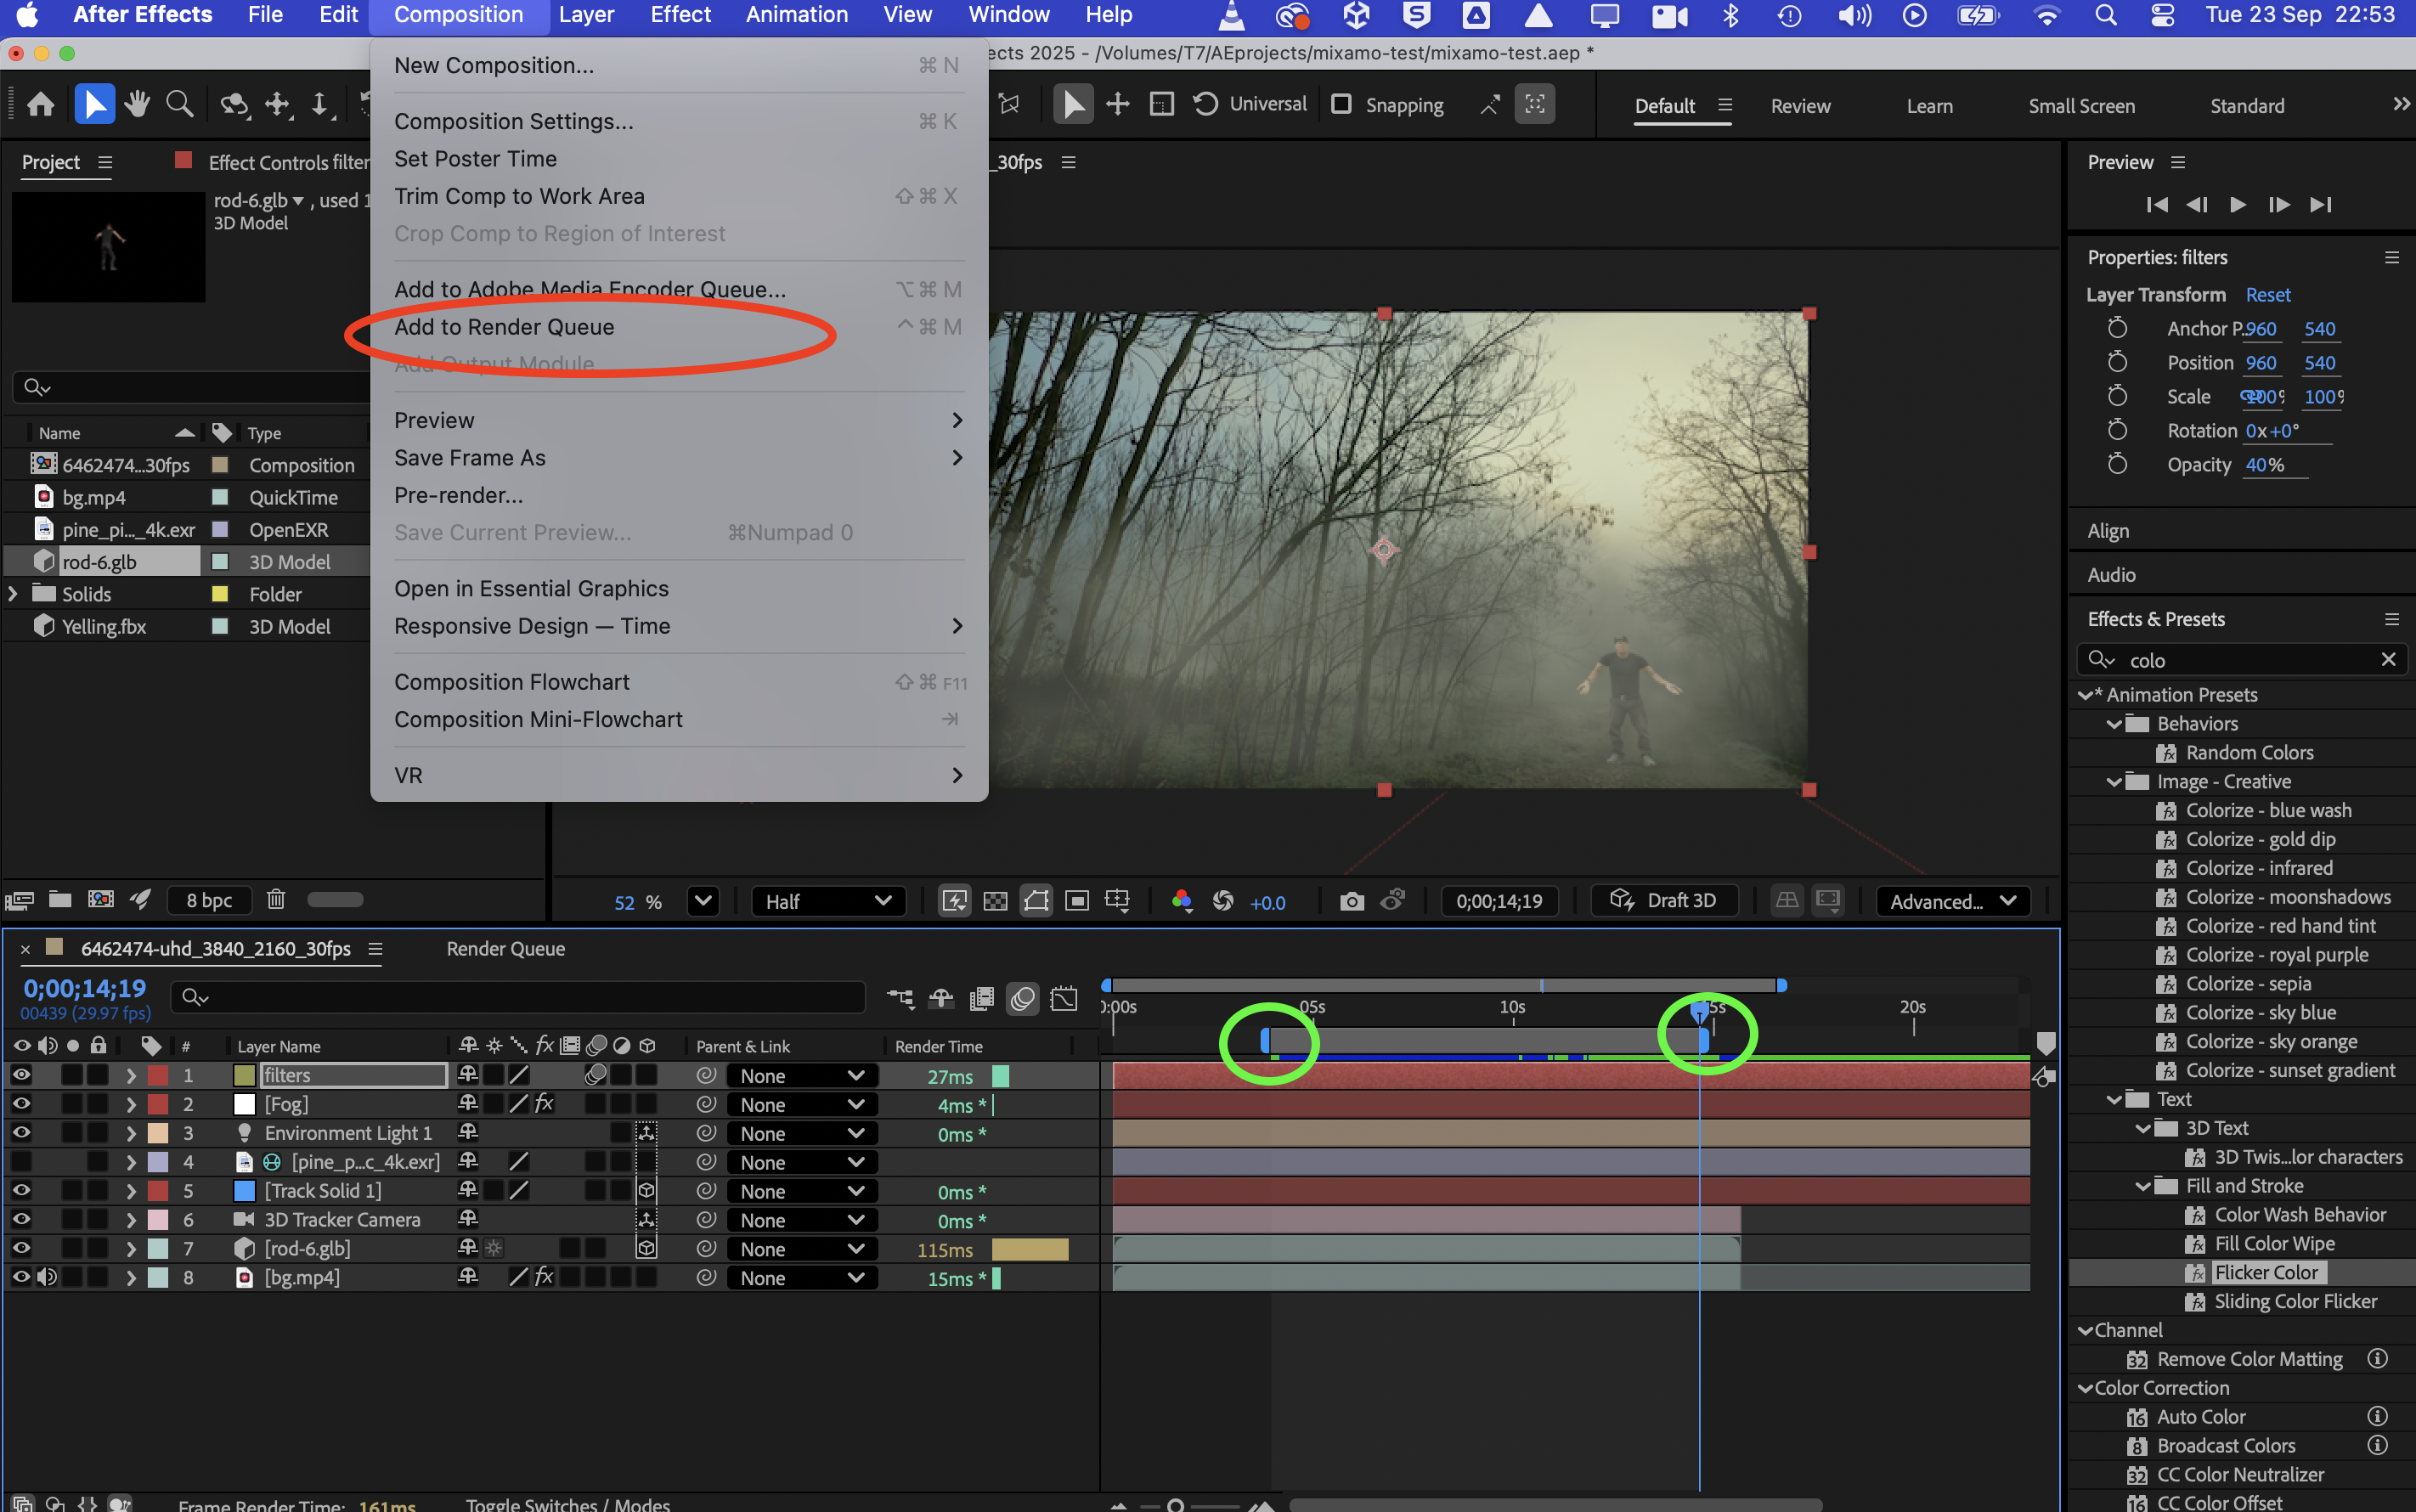 After Effects File Edit Composition Layer Effect Animation View Window Help Tue 23 Sep 22:53
ects 2025 - /Volumes/T7/AEprojects/mixamo-test/mixamo-test.aep *
Universal Snapping Default Review Learn Small Screen Standard
New Composition... ⌘ N
Composition Settings... ⌘ K
Set Poster Time
Trim Comp to Work Area ⇧ ⌘ X
Crop Comp to Region of Interest
Add to Adobe Media Encoder Queue... ⌥ ⌘ M
Add to Render Queue ^ ⌘ M
Add Output Module
Preview
Save Frame As
Pre-render...
Save Current Preview... ⌘Numpad 0
Open in Essential Graphics
Responsive Design — Time
Composition Flowchart ⇧ ⌘ F11
Composition Mini-Flowchart
VR
Project Effect Controls filter
rod-6.glb , used 1
3D Model
Name Type
6462474...30fps Composition
bg.mp4 QuickTime
pine_pi..._4k.exr OpenEXR
rod-6.glb 3D Model
Solids Folder
Yelling.fbx 3D Model
8 bpc
_30fps
52 % Half +0.0 0;00;14;19 Draft 3D Advanced...
Preview
Properties: filters
Layer Transform Reset
Anchor P.. 960 540
Position 960 540
Scale 100% 100%
Rotation 0x+0°
Opacity 40%
Align
Audio
Effects & Presets
colo
* Animation Presets
Behaviors
Random Colors
Image - Creative
Colorize - blue wash
Colorize - gold dip
Colorize - infrared
Colorize - moonshadows
Colorize - red hand tint
Colorize - royal purple
Colorize - sepia
Colorize - sky blue
Colorize - sky orange
Colorize - sunset gradient
Text
3D Text
3D Twis...lor characters
Fill and Stroke
Color Wash Behavior
Fill Color Wipe
Flicker Color
Sliding Color Flicker
Channel
32 Remove Color Matting
Color Correction
16 Auto Color
8 Broadcast Colors
32 CC Color Neutralizer
16 CC Color Offset
6462474-uhd_3840_2160_30fps Render Queue
0;00;14;19
00439 (29.97 fps)
0:00s 05s 10s 5s 20s
# Layer Name fx Parent & Link Render Time
1 filters None 27ms
2 [Fog] fx None 4ms *
3 Environment Light 1 None 0ms *
4 [pine_p...c_4k.exr] None
5 [Track Solid 1] None 0ms *
6 3D Tracker Camera None 0ms *
7 [rod-6.glb] None 115ms
8 [bg.mp4] fx None 15ms *
Frame Render Time: 161ms Toggle Switches / Modes